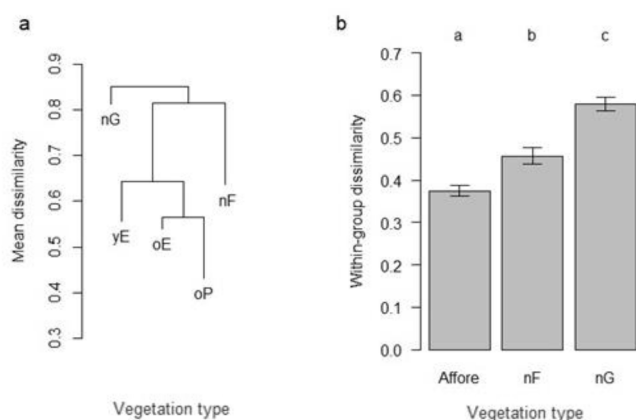 a
Mean dissimilarity
0.9
0.8
0.7
0.6
0.5
0.4
0.3
nG
nF
yE
oE
oP
Vegetation type
b
Within-group dissimilarity
0.7
0.6
0.5
0.4
0.3
0.2
0.1
0.0
a b c
Affore nF nG
Vegetation type